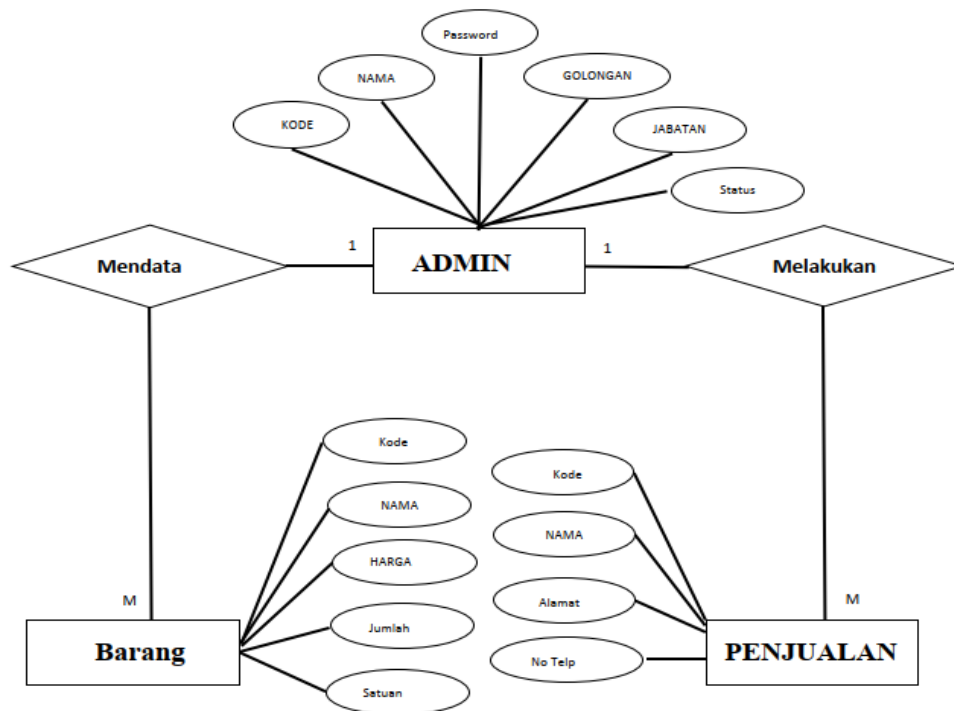 Password
NAMA
GOLONGAN
KODE
JABATAN
Status
1
1
Mendata
ADMIN
Melakukan
Kode
Kode
NAMA
NAMA
HARGA
Alamat
M
M
Jumlah
Barang
PENJUALAN
No Telp
Satuan